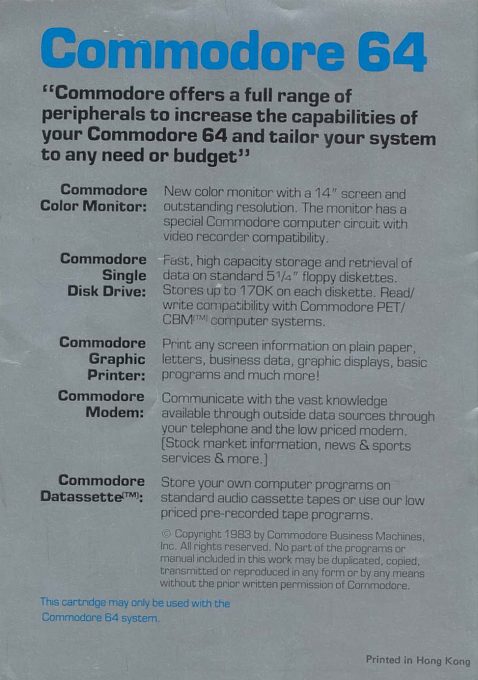 Commodore 64
“Commodore offers a full range of
peripherals to increase the capabilities of
your Commodore 64 and tailor your system
to any need or budget”
Commodore
Color Monitor:
New color monitor with a 14" screen and
outstanding resolution. The monitor has a
special Commodore computer circuit with
video recorder compatibility.
Commodore
Single
Disk Drive:
Fast, high capacity storage and retrieval of
data on standard 5 1/4" floppy diskettes.
Stores up to 170K on each diskette. Read/
write compatibility with Commodore PET/
CBM(TM) computer systems.
Commodore
Graphic
Printer:
Print any screen information on plain paper,
letters, business data, graphic displays, basic
programs and much more!
Commodore
Modem:
Communicate with the vast knowledge
available through outside data sources through
your telephone and the low priced modem.
(Stock market information, news & sports
services & more.)
Commodore
Datassette(TM):
Store your own computer programs on
standard audio cassette tapes or use our low
priced pre-recorded tape programs.
© Copyright 1983 by Commodore Business Machines,
Inc. All rights reserved. No part of the programs or
manual included in this work may be duplicated, copied,
transmitted or reproduced in any form or by any means
without the prior written permission of Commodore.
This cartridge may only be used with the
Commodore 64 system.
Printed in Hong Kong